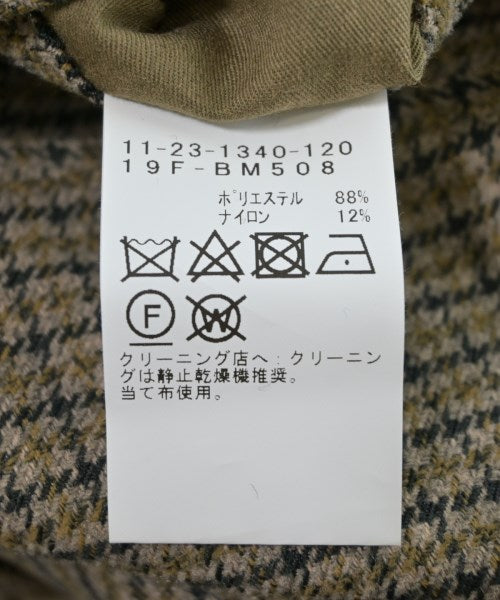 11-23-1340-120
19F-BM508
ポリエステル 88%
ナイロン 12%
F W
クリーニング店へ:クリーニン
グは静止乾燥機推奨。
当て布使用。